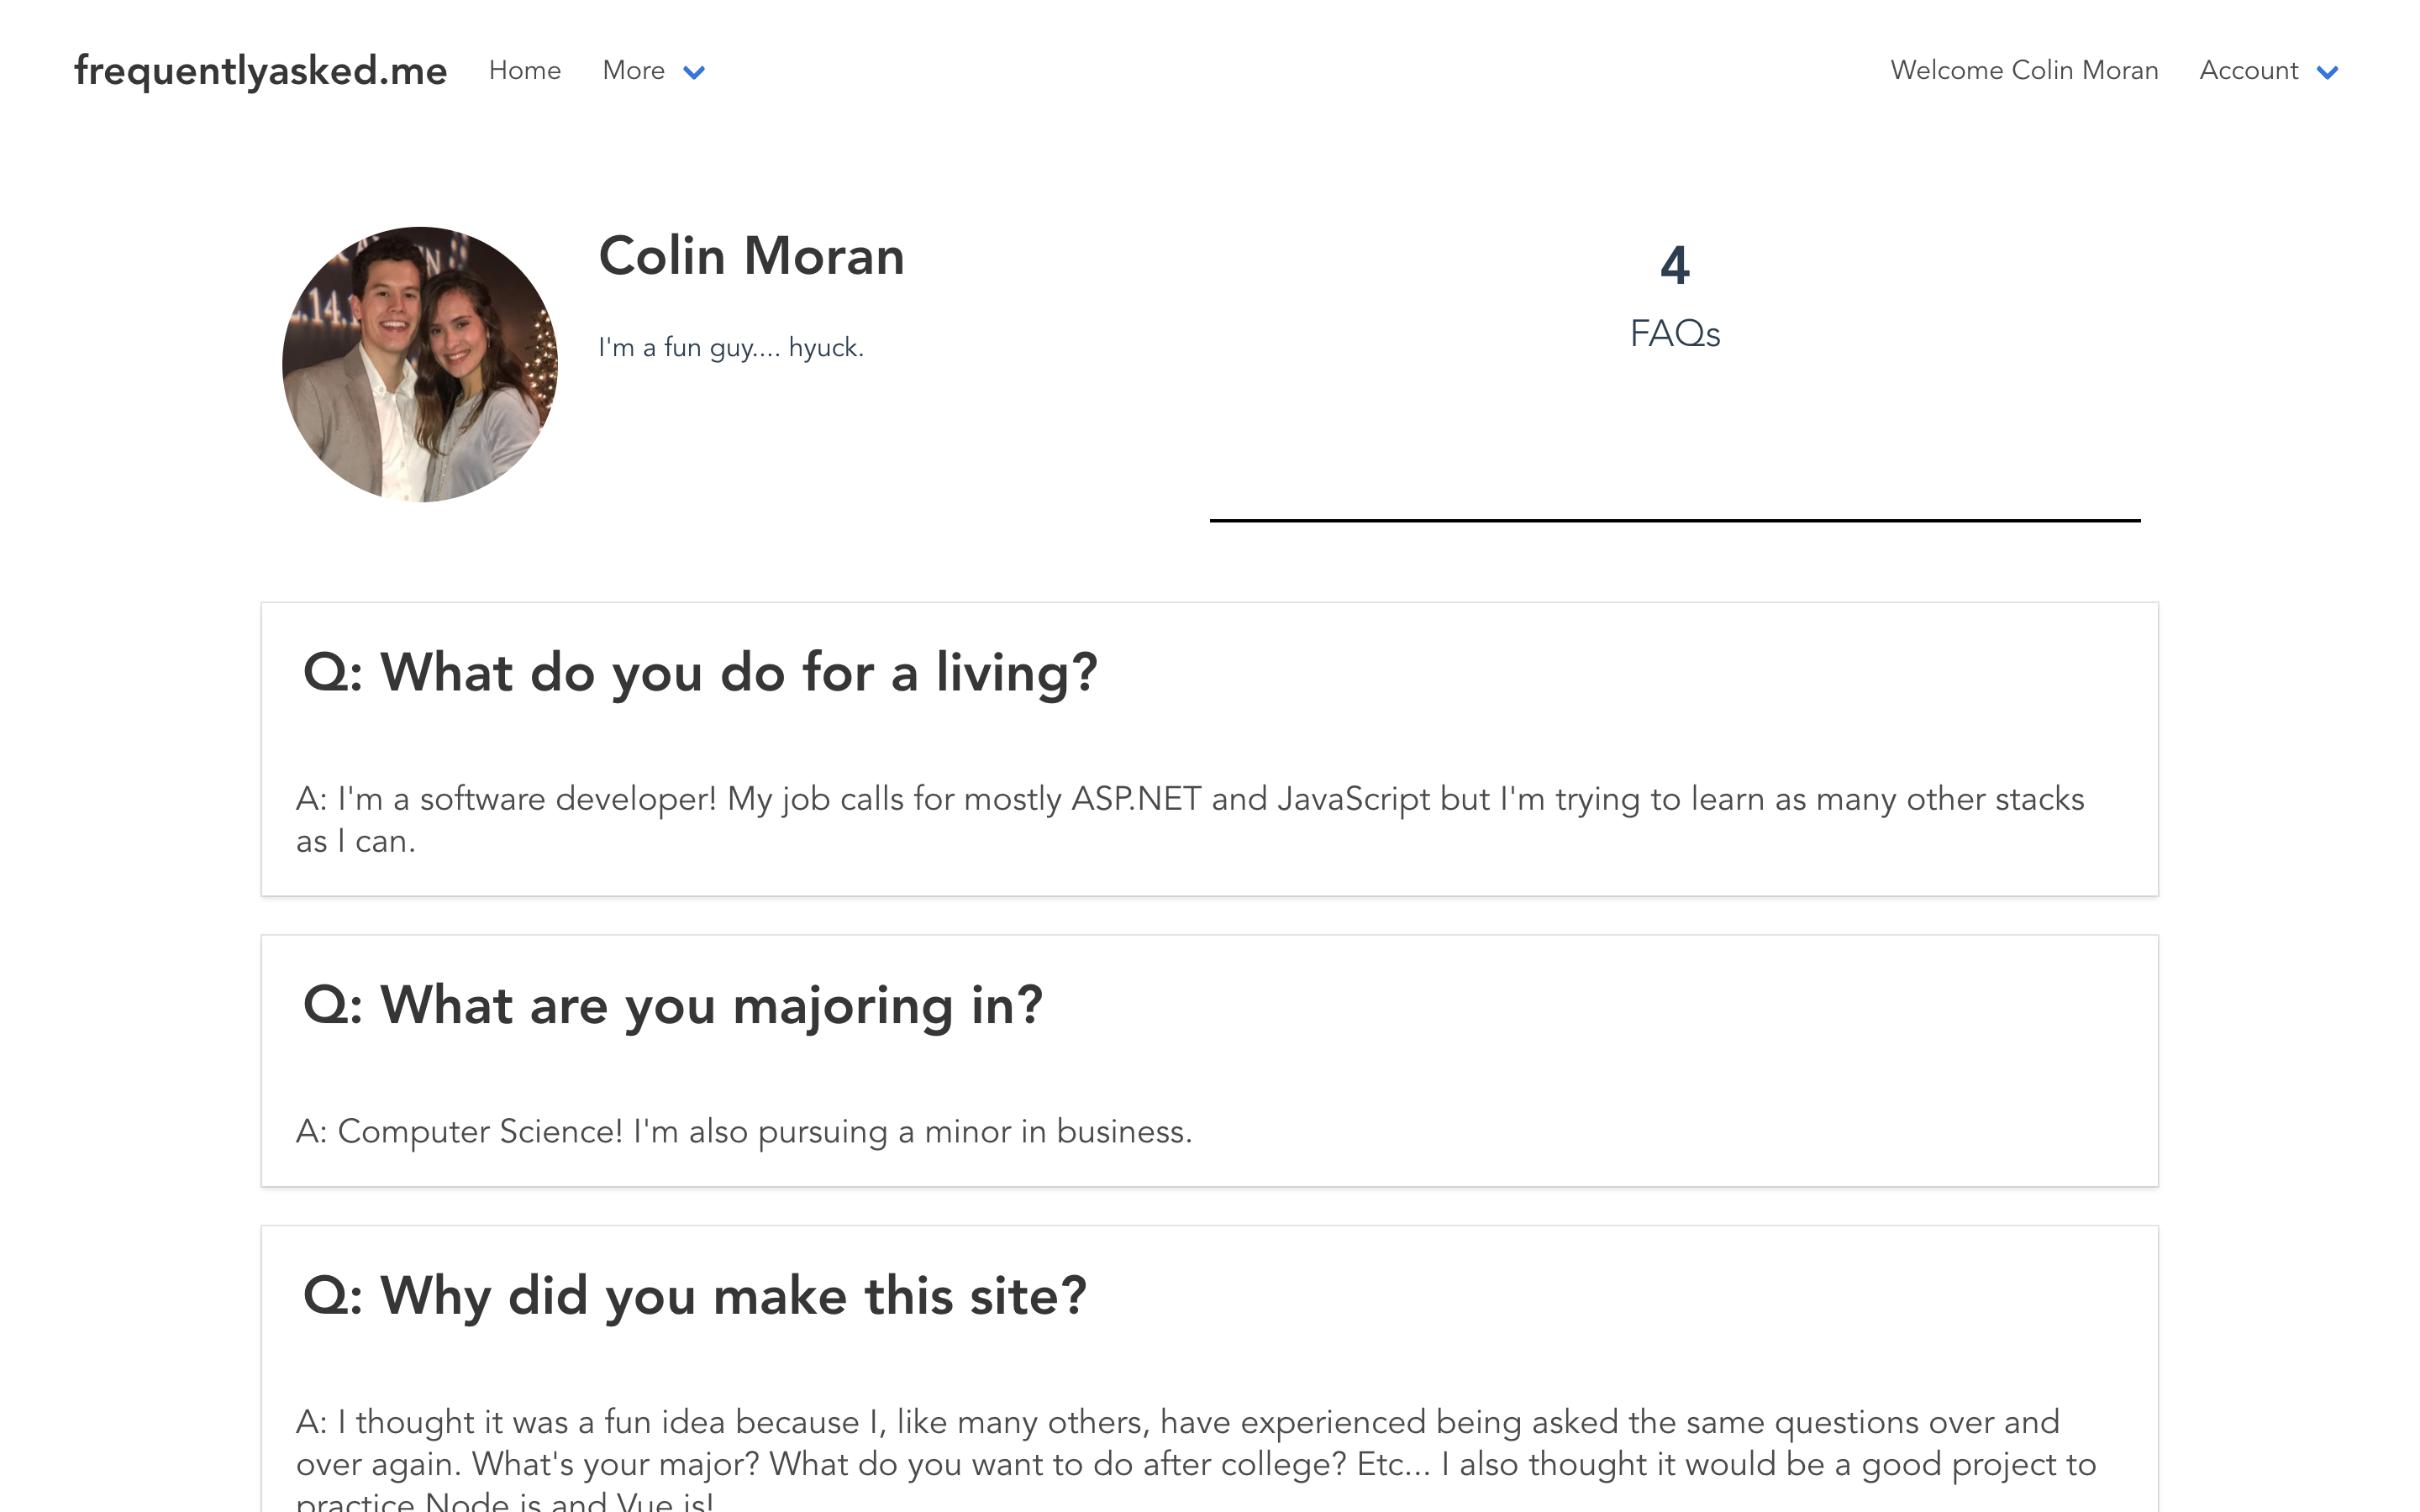 frequentlyasked.me Home More Welcome Colin Moran Account
Colin Moran
I'm a fun guy.... hyuck.
4
FAQs
Q: What do you do for a living?
A: I'm a software developer! My job calls for mostly ASP.NET and JavaScript but I'm trying to learn as many other stacks
as I can.
Q: What are you majoring in?
A: Computer Science! I'm also pursuing a minor in business.
Q: Why did you make this site?
A: I thought it was a fun idea because I, like many others, have experienced being asked the same questions over and
over again. What's your major? What do you want to do after college? Etc... I also thought it would be a good project to
practice Node.js and Vue.js!